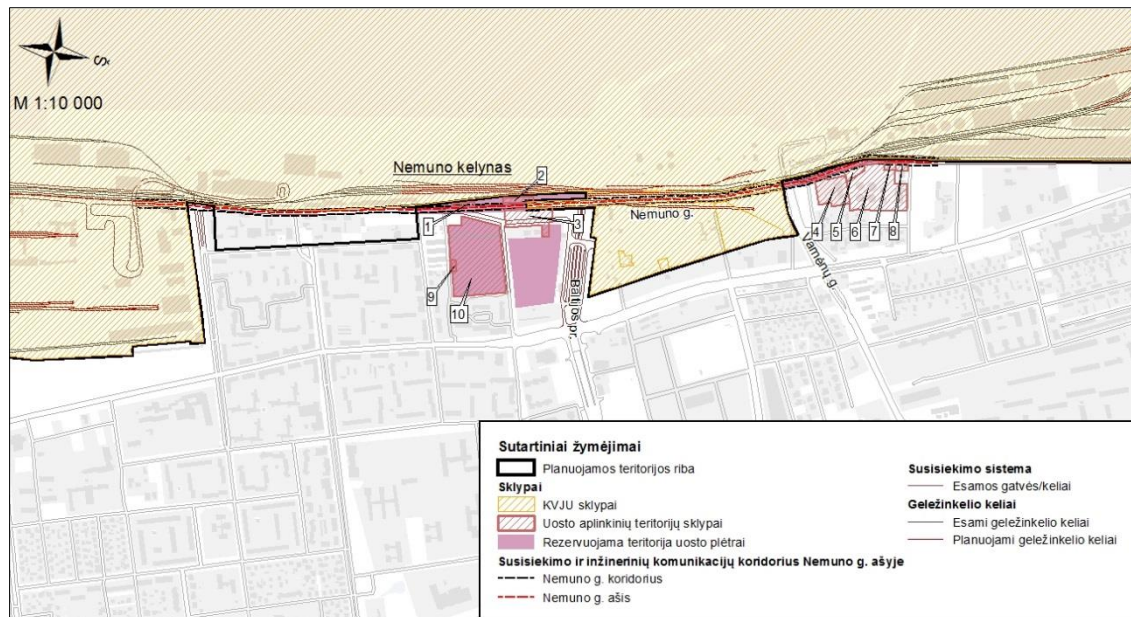 Š
M 1:10 000
Nemuno kelynas
2
1
3
Nemuno g.
4
5
6
7
8
Vamėnų g.
9
10
Baltijos pr.
Sutartiniai žymėjimai
Planuojamos teritorijos riba
Sklypai
KVJU sklypai
Uosto aplinkinių teritorijų sklypai
Rezervuojama teritorija uosto plėtrai
Susisiekimo ir inžinerinių komunikacijų koridorius Nemuno g. ašyje
Nemuno g. koridorius
Nemuno g. ašis
Susisiekimo sistema
Esamos gatvės/keliai
Geležinkelio keliai
Esami geležinkelio keliai
Planuojami geležinkelio keliai